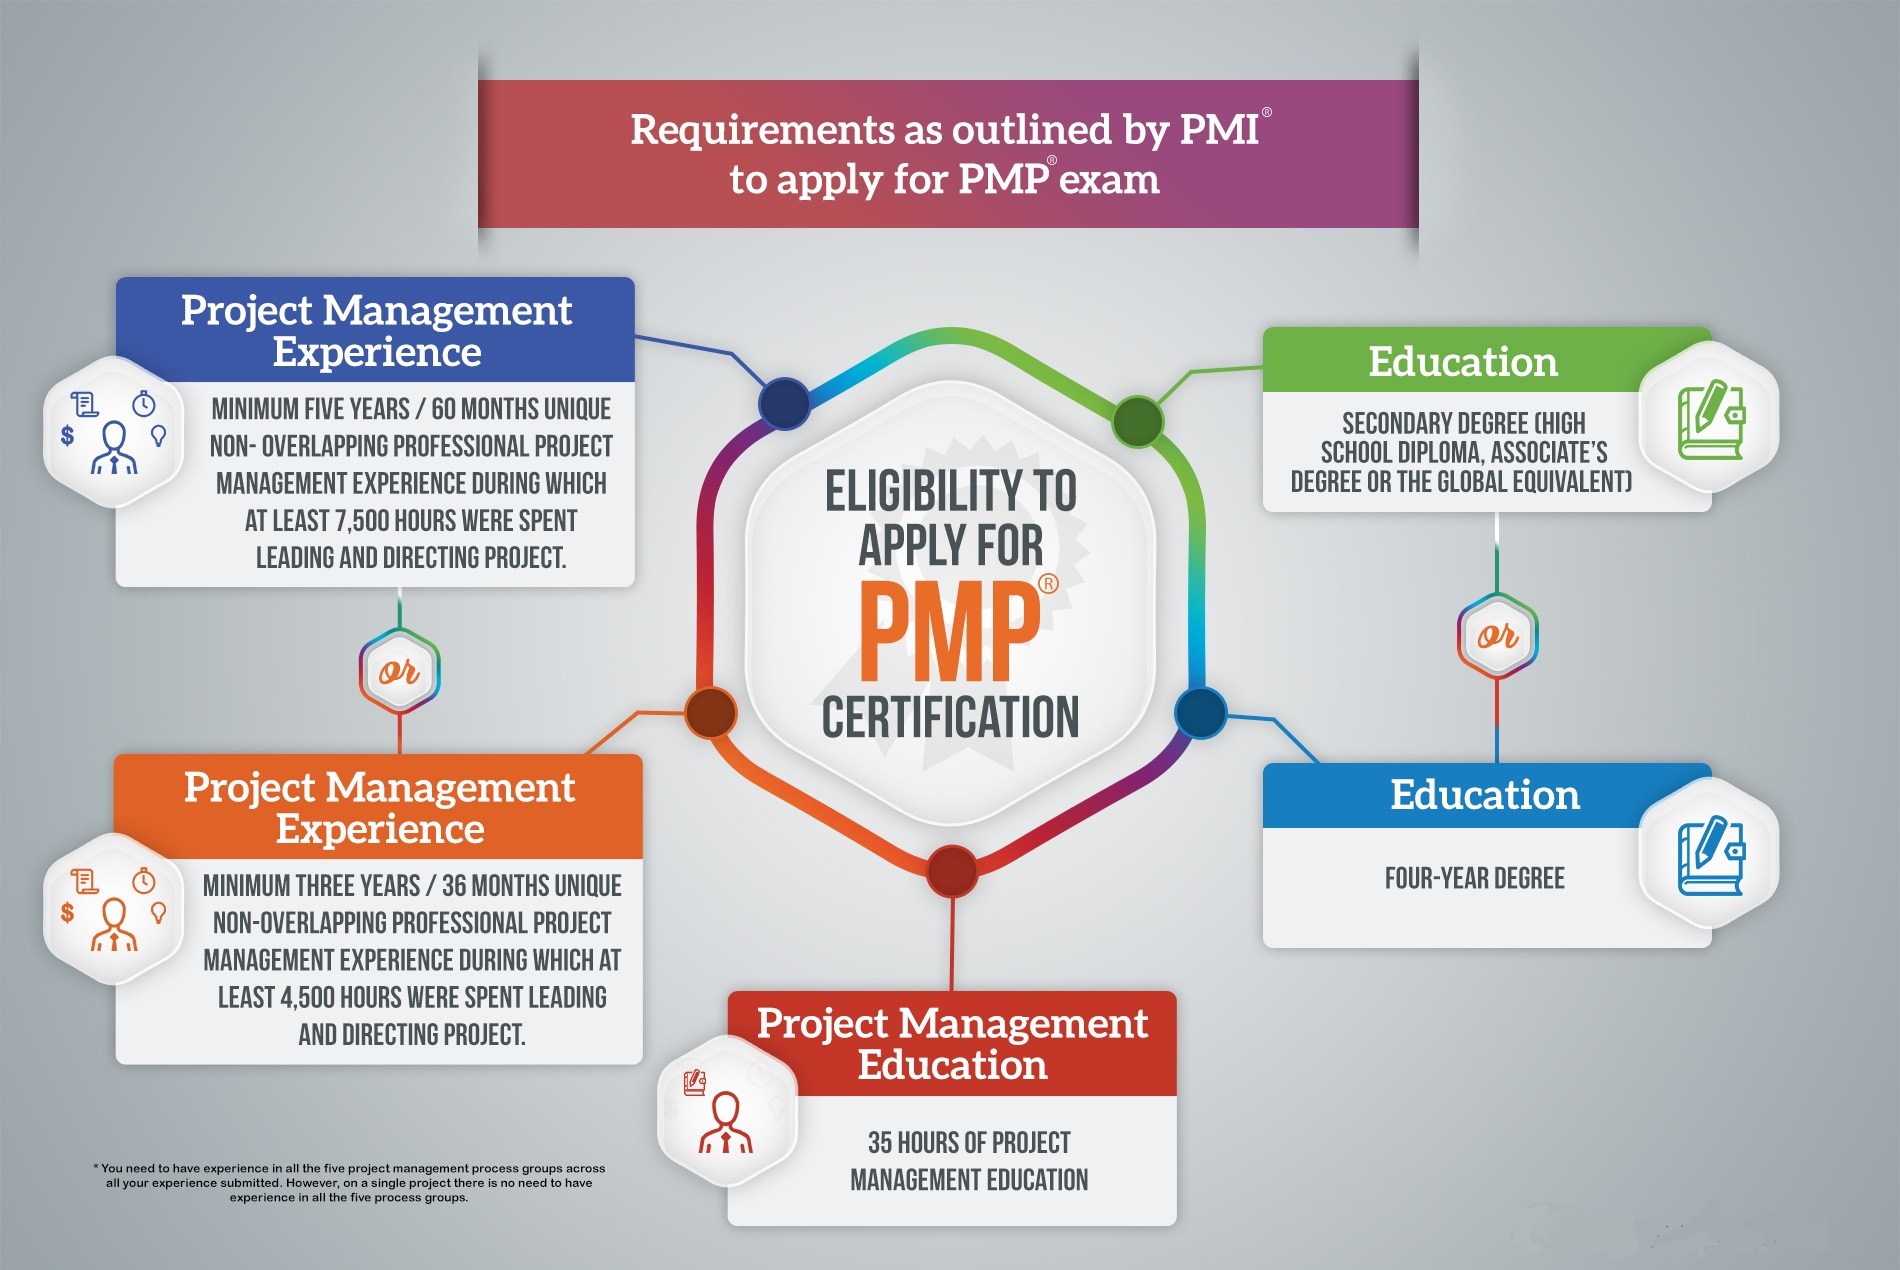 Requirements as outlined by PMI®
to apply for PMP® exam
Project Management
Experience
MINIMUM FIVE YEARS / 60 MONTHS UNIQUE
NON- OVERLAPPING PROFESSIONAL PROJECT
MANAGEMENT EXPERIENCE DURING WHICH
AT LEAST 7,500 HOURS WERE SPENT
LEADING AND DIRECTING PROJECT.
or
Project Management
Experience
MINIMUM THREE YEARS / 36 MONTHS UNIQUE
NON-OVERLAPPING PROFESSIONAL PROJECT
MANAGEMENT EXPERIENCE DURING WHICH AT
LEAST 4,500 HOURS WERE SPENT LEADING
AND DIRECTING PROJECT.
ELIGIBILITY TO
APPLY FOR
PMP®
CERTIFICATION
Education
SECONDARY DEGREE (HIGH
SCHOOL DIPLOMA, ASSOCIATE'S
DEGREE OR THE GLOBAL EQUIVALENT)
or
Education
FOUR-YEAR DEGREE
Project Management
Education
35 HOURS OF PROJECT
MANAGEMENT EDUCATION
* You need to have experience in all the five project management process groups across
all your experience submitted. However, on a single project there is no need to have
experience in all the five process groups.